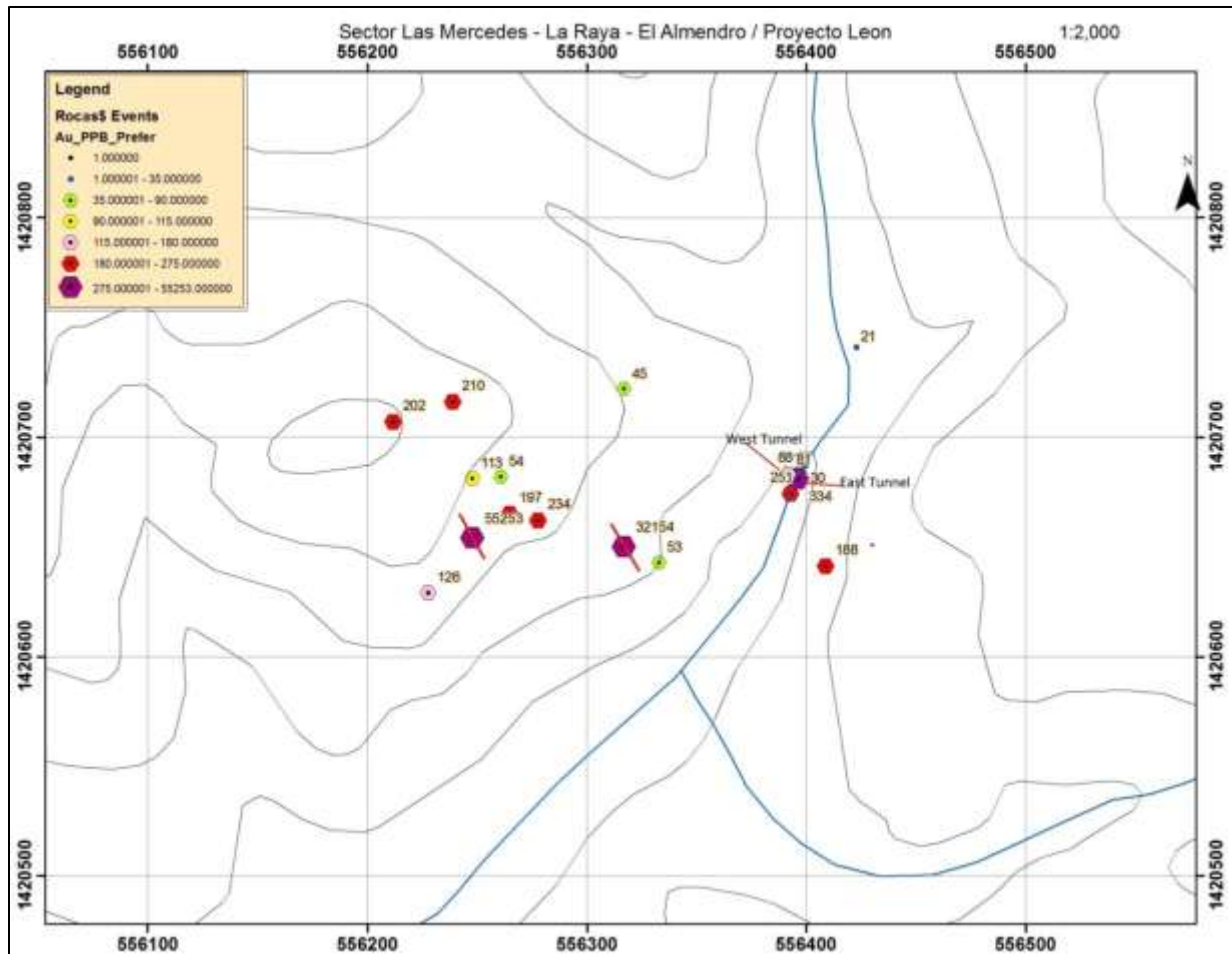 Sector Las Mercedes - La Raya - El Almendro / Proyecto Leon 1:2,000
556100 556200 556300 556400 556500
Legend
Rocas$ Events
Au_PPB_Prefer
1.000000
1.000001 - 35.000000
35.000001 - 90.000000
90.000001 - 115.000000
115.000001 - 180.000000
180.000001 - 275.000000
275.000001 - 55253.000000
N
1420800 1420800
21
45
210
202
1420700 1420700
West Tunnel
88 81
113 54
251 30
East Tunnel
197 234
334
55253
32154
53
188
126
1420600 1420600
1420500 1420500
556100 556200 556300 556400 556500